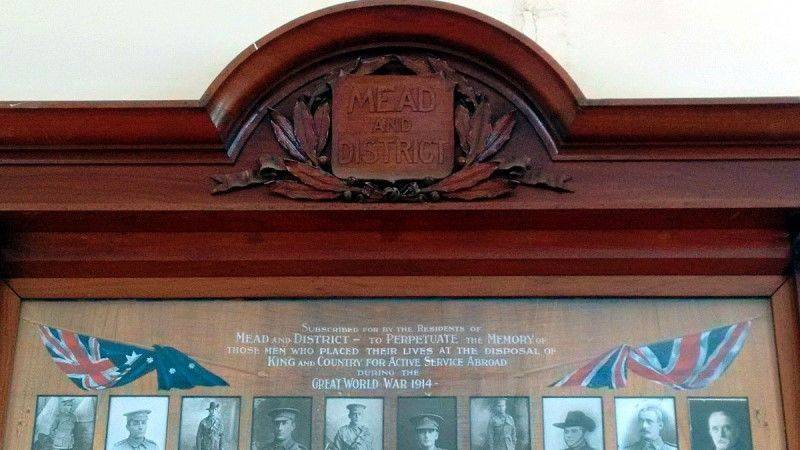 MEAD
AND
DISTRICT
SUBSCRIBED FOR BY THE RESIDENTS OF
MEAD AND DISTRICT – TO PERPETUATE THE MEMORY OF
THOSE MEN WHO PLACED THEIR LIVES AT THE DISPOSAL OF
KING AND COUNTRY FOR ACTIVE SERVICE ABROAD
DURING THE
GREAT WORLD WAR 1914–